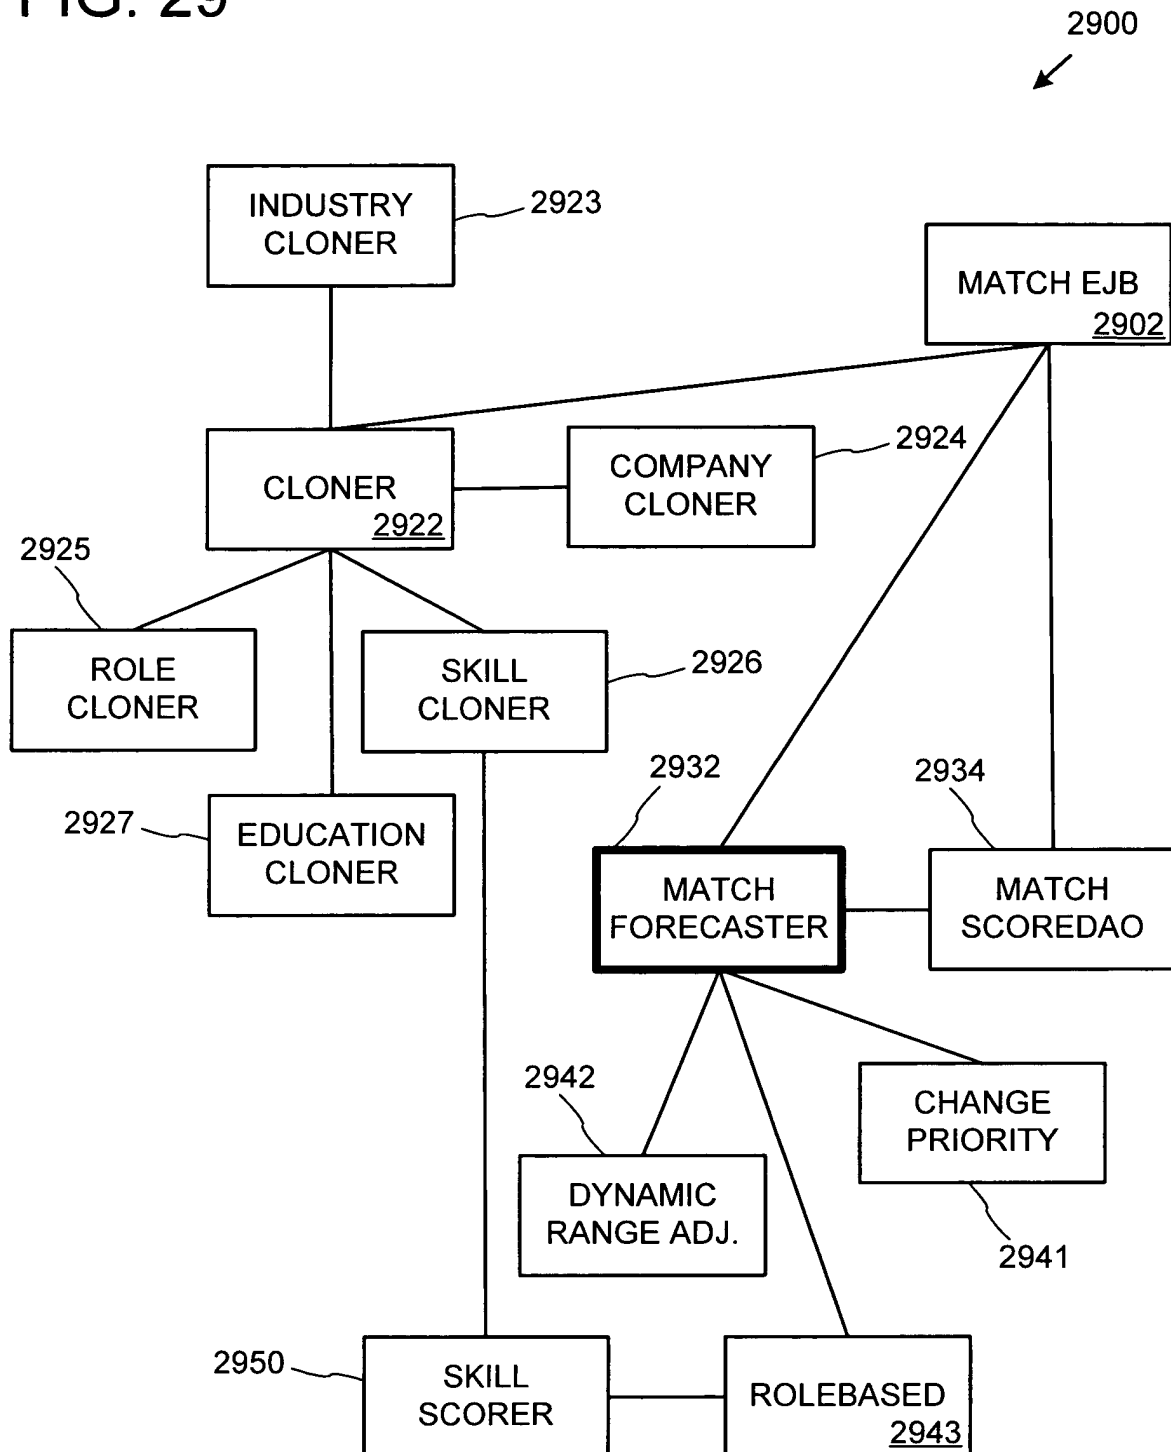 FIG. 29
2900
INDUSTRY
CLONER
2923
MATCH EJB
2902
CLONER
2922
COMPANY
CLONER
2924
2925
ROLE
CLONER
SKILL
CLONER
2926
2927
EDUCATION
CLONER
2932
2934
MATCH
FORECASTER
MATCH
SCOREDAO
2942
DYNAMIC
RANGE ADJ.
CHANGE
PRIORITY
2941
2950
SKILL
SCORER
ROLEBASED
2943